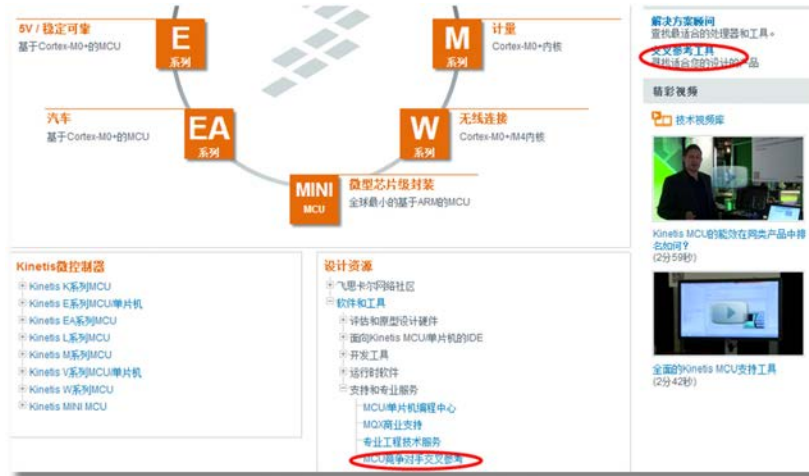 5V / 稳定可靠
基于Cortex-M0+的MCU
E
系列
M
系列
计量
Cortex-M0+内核
汽车
基于Cortex-M0+的MCU
EA
系列
W
系列
无线连接
Cortex-M0+/M4内核
MINI
MCU
微型芯片级封装
全球最小的基于ARM的MCU
解决方案顾问
查找最适合的处理器和工具。
交叉参考工具
寻找适合您的设计的产品
精彩视频
技术视频库
Kinetis MCU的能效在同类产品中排
名如何?
(2分59秒)
全面的Kinetis MCU支持工具
(2分42秒)
Kinetis微控制器
Kinetis K系列MCU
Kinetis E系列MCU/单片机
Kinetis EA系列MCU
Kinetis L系列MCU
Kinetis M系列MCU
Kinetis V系列MCU/单片机
Kinetis W系列MCU
Kinetis MINI MCU
设计资源
飞思卡尔网络社区
软件和工具
评估和原型设计硬件
面向Kinetis MCU/单片机的IDE
开发工具
运行时软件
支持和专业服务
MCU/单片机编程中心
MQX商业支持
专业工程技术服务
MCU竞争对手交叉参考